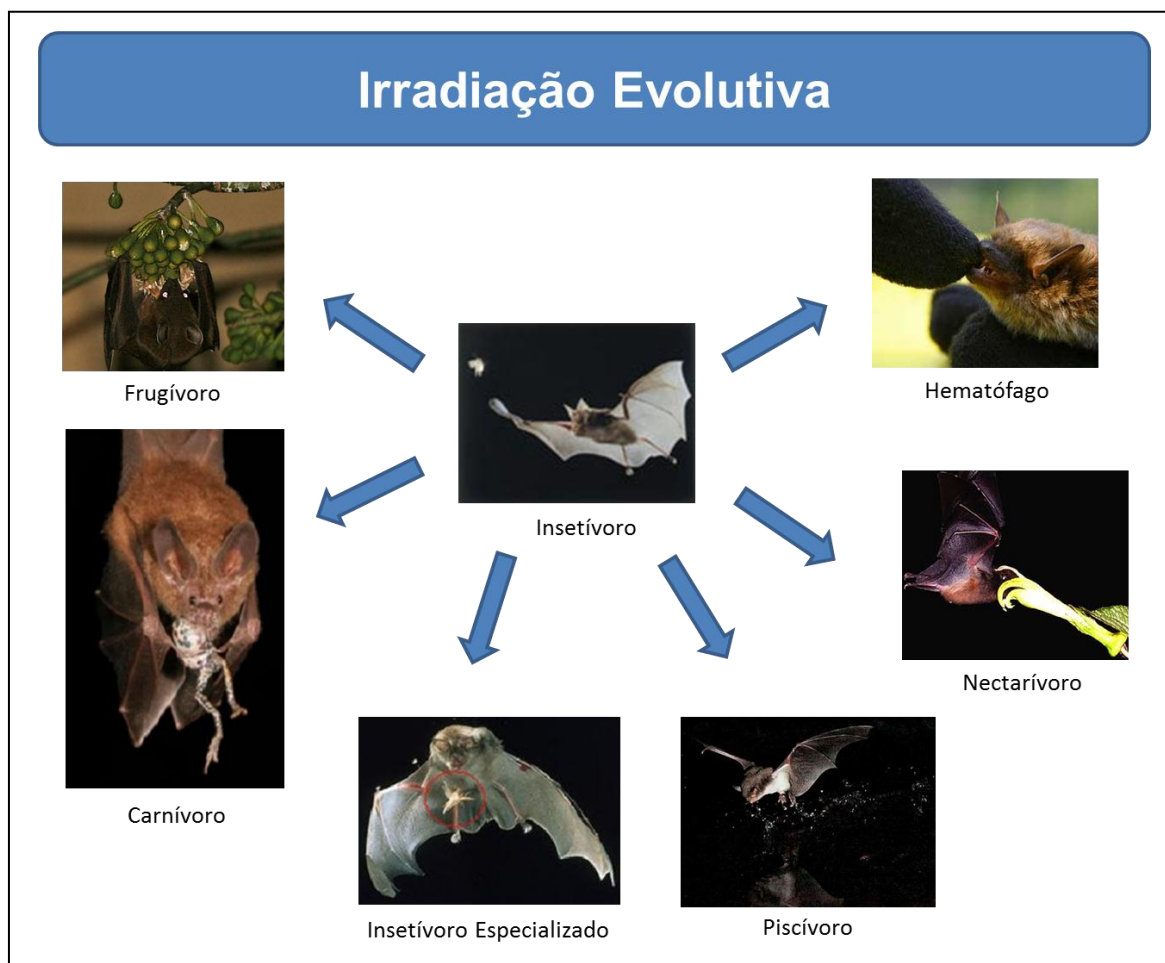 Irradiação Evolutiva
Frugívoro
Hematófago
Insetívoro
Carnívoro
Nectarívoro
Insetívoro Especializado
Piscívoro